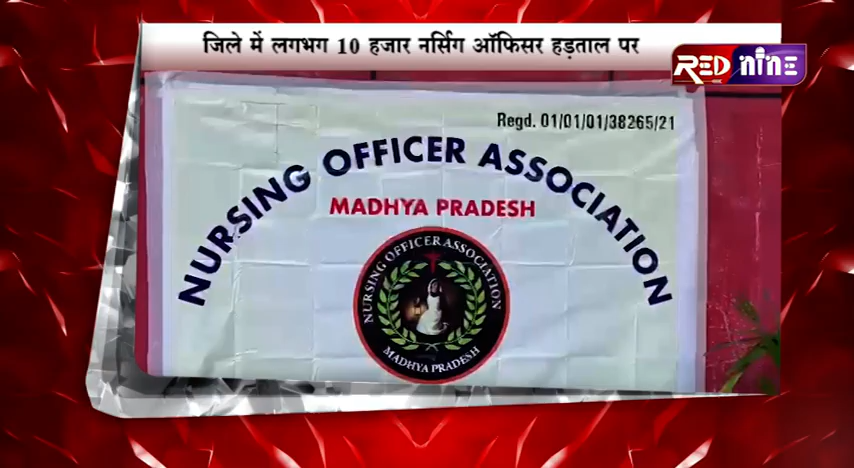 जिले में लगभग 10 हजार नर्सिग ऑफिसर हड़ताल पर
RED NINE
Regd. 01/01/01/38265/21
NURSING OFFICER ASSOCIATION
MADHYA PRADESH
NURSING OFFICER ASSOCIATION
MADHYA PRADESH